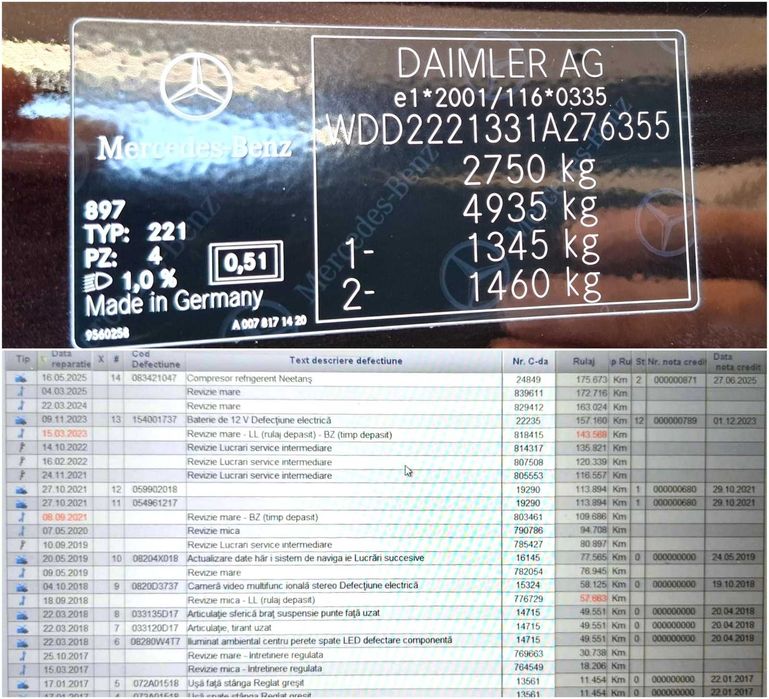 DAIMLER AG
e1*2001/116*0335
WDD2221331A276355
2750 kg
4935 kg
1- 1345 kg
2- 1460 kg
Mercedes-Benz
897
TYP: 221
PZ: 4
0,51
1,0 %
Made in Germany
9560258
A 007 817 14 20
Tip Data reparatie X # Cod Defectiune Text descriere defectiune Nr. C-da Rulaj p Ru St Nr. nota credit Data nota credit
16.05.2025 14 083421047 Compresor refrigerent Neetanş 24849 175.673 Km 2 000000871 27.06.2025
04.03.2025 Revizie mare 839611 172.716 Km
22.03.2024 Revizie mare 829412 163.024 Km
09.11.2023 13 154001737 Baterie de 12 V Defecţiune electrică 22235 157.160 Km 12 000000789 01.12.2023
15.03.2023 Revizie mare - LL (rulaj depasit) - BZ (timp depasit) 818415 143.568 Km
14.10.2022 Revizie Lucrari service intermediare 814317 135.821 Km
16.02.2022 Revizie Lucrari service intermediare 807508 120.339 Km
24.11.2021 Revizie Lucrari service intermediare 805553 116.557 Km
27.10.2021 12 059902018 19290 113.894 Km 1 000000680 29.10.2021
27.10.2021 11 054961217 19290 113.894 Km 1 000000680 29.10.2021
08.09.2021 Revizie mare - BZ (timp depasit) 803461 109.686 Km
07.05.2020 Revizie mica 790786 94.708 Km
10.09.2019 Revizie Lucrari service intermediare 785427 80.897 Km
20.05.2019 10 08204X018 Actualizare date hăr i sistem de naviga ie Lucrări succesive 16145 77.565 Km 0 000000000 24.05.2019
09.05.2019 Revizie mare 782054 76.945 Km
04.10.2018 9 0820D3737 Cameră video multifunc ională stereo Defecţiune electrică 15324 58.125 Km 0 000000000 19.10.2018
18.09.2018 Revizie mica - LL (rulaj depasit) 776729 57.663 Km
22.03.2018 8 033135D17 Articulaţie sferică braţ suspensie punte faţă uzat 14715 49.551 Km 0 000000000 20.04.2018
22.03.2018 7 033120D17 Articulaţie, tirant uzat 14715 49.551 Km 0 000000000 20.04.2018
22.03.2018 6 08280W4T7 Iluminat ambiental centru perete spate LED defectare componentă 14715 49.551 Km 0 000000000 20.04.2018
25.10.2017 Revizie mare - Intretinere regulata 769663 30.738 Km
15.03.2017 Revizie mica - Intretinere regulata 764549 18.206 Km
17.01.2017 5 072A01518 Uşă faţă stânga Reglat greşit 13561 11.454 Km 0 000000000 22.01.2017